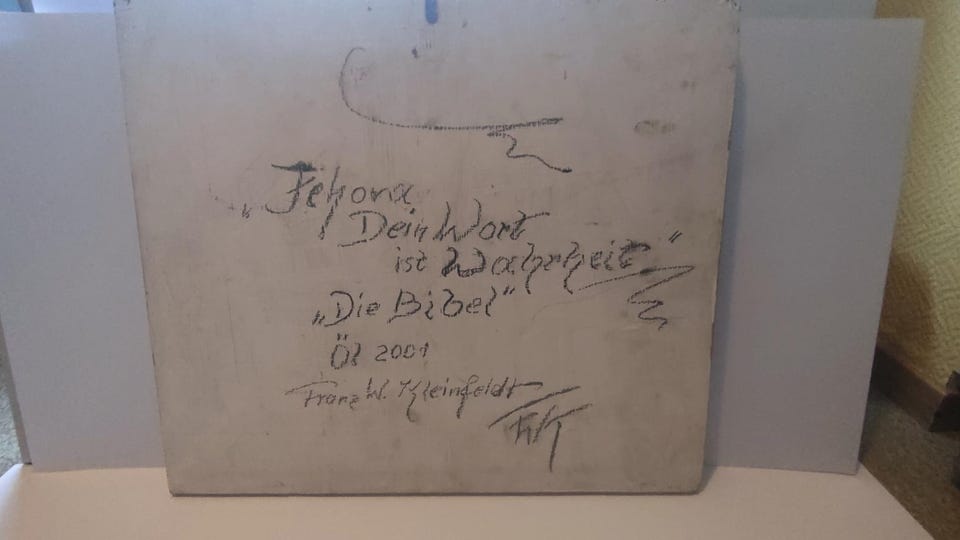 „Jehova
Dein Wort
ist Wahrheit"
„Die Bibel"
Öl 2001
Franz W. Kleinfeldt